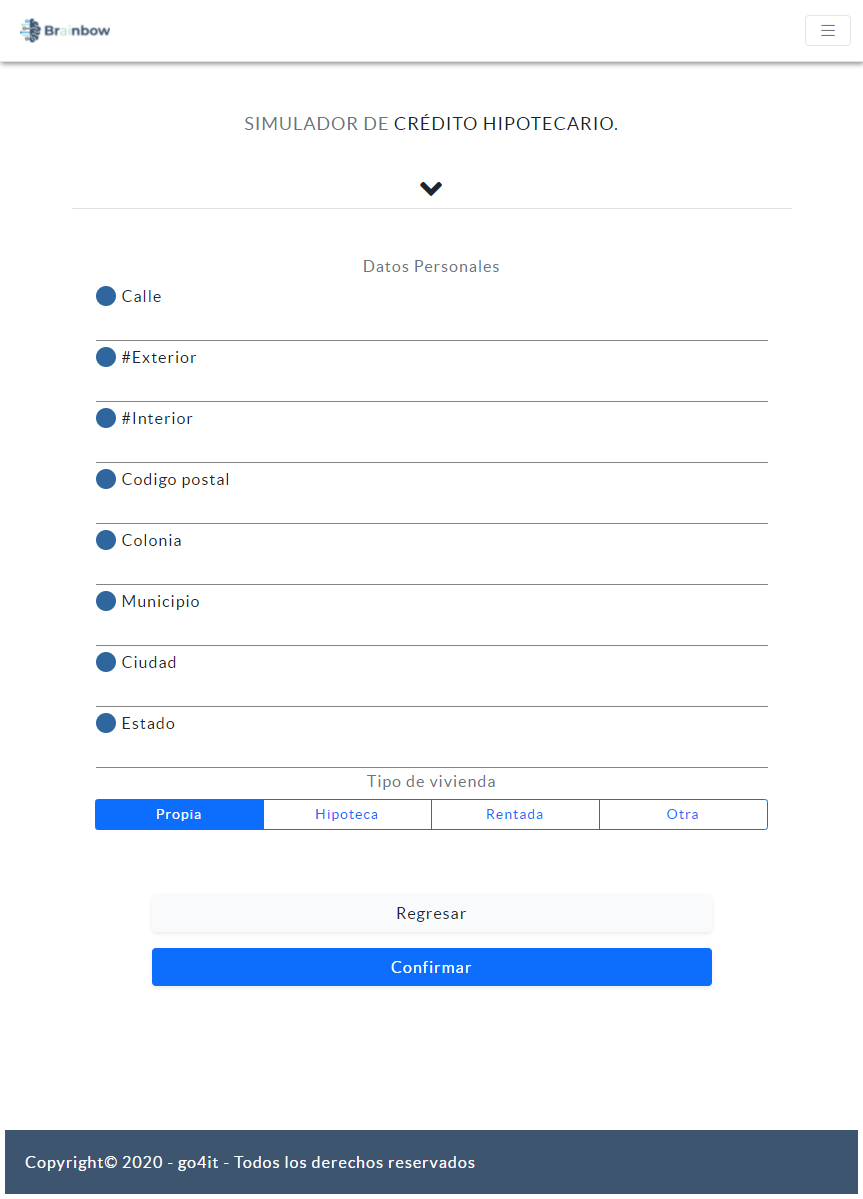 Brainbow
SIMULADOR DE CRÉDITO HIPOTECARIO.
Datos Personales
Calle
#Exterior
#Interior
Codigo postal
Colonia
Municipio
Ciudad
Estado
Tipo de vivienda
Propia Hipoteca Rentada Otra
Regresar
Confirmar
Copyright© 2020 - go4it - Todos los derechos reservados